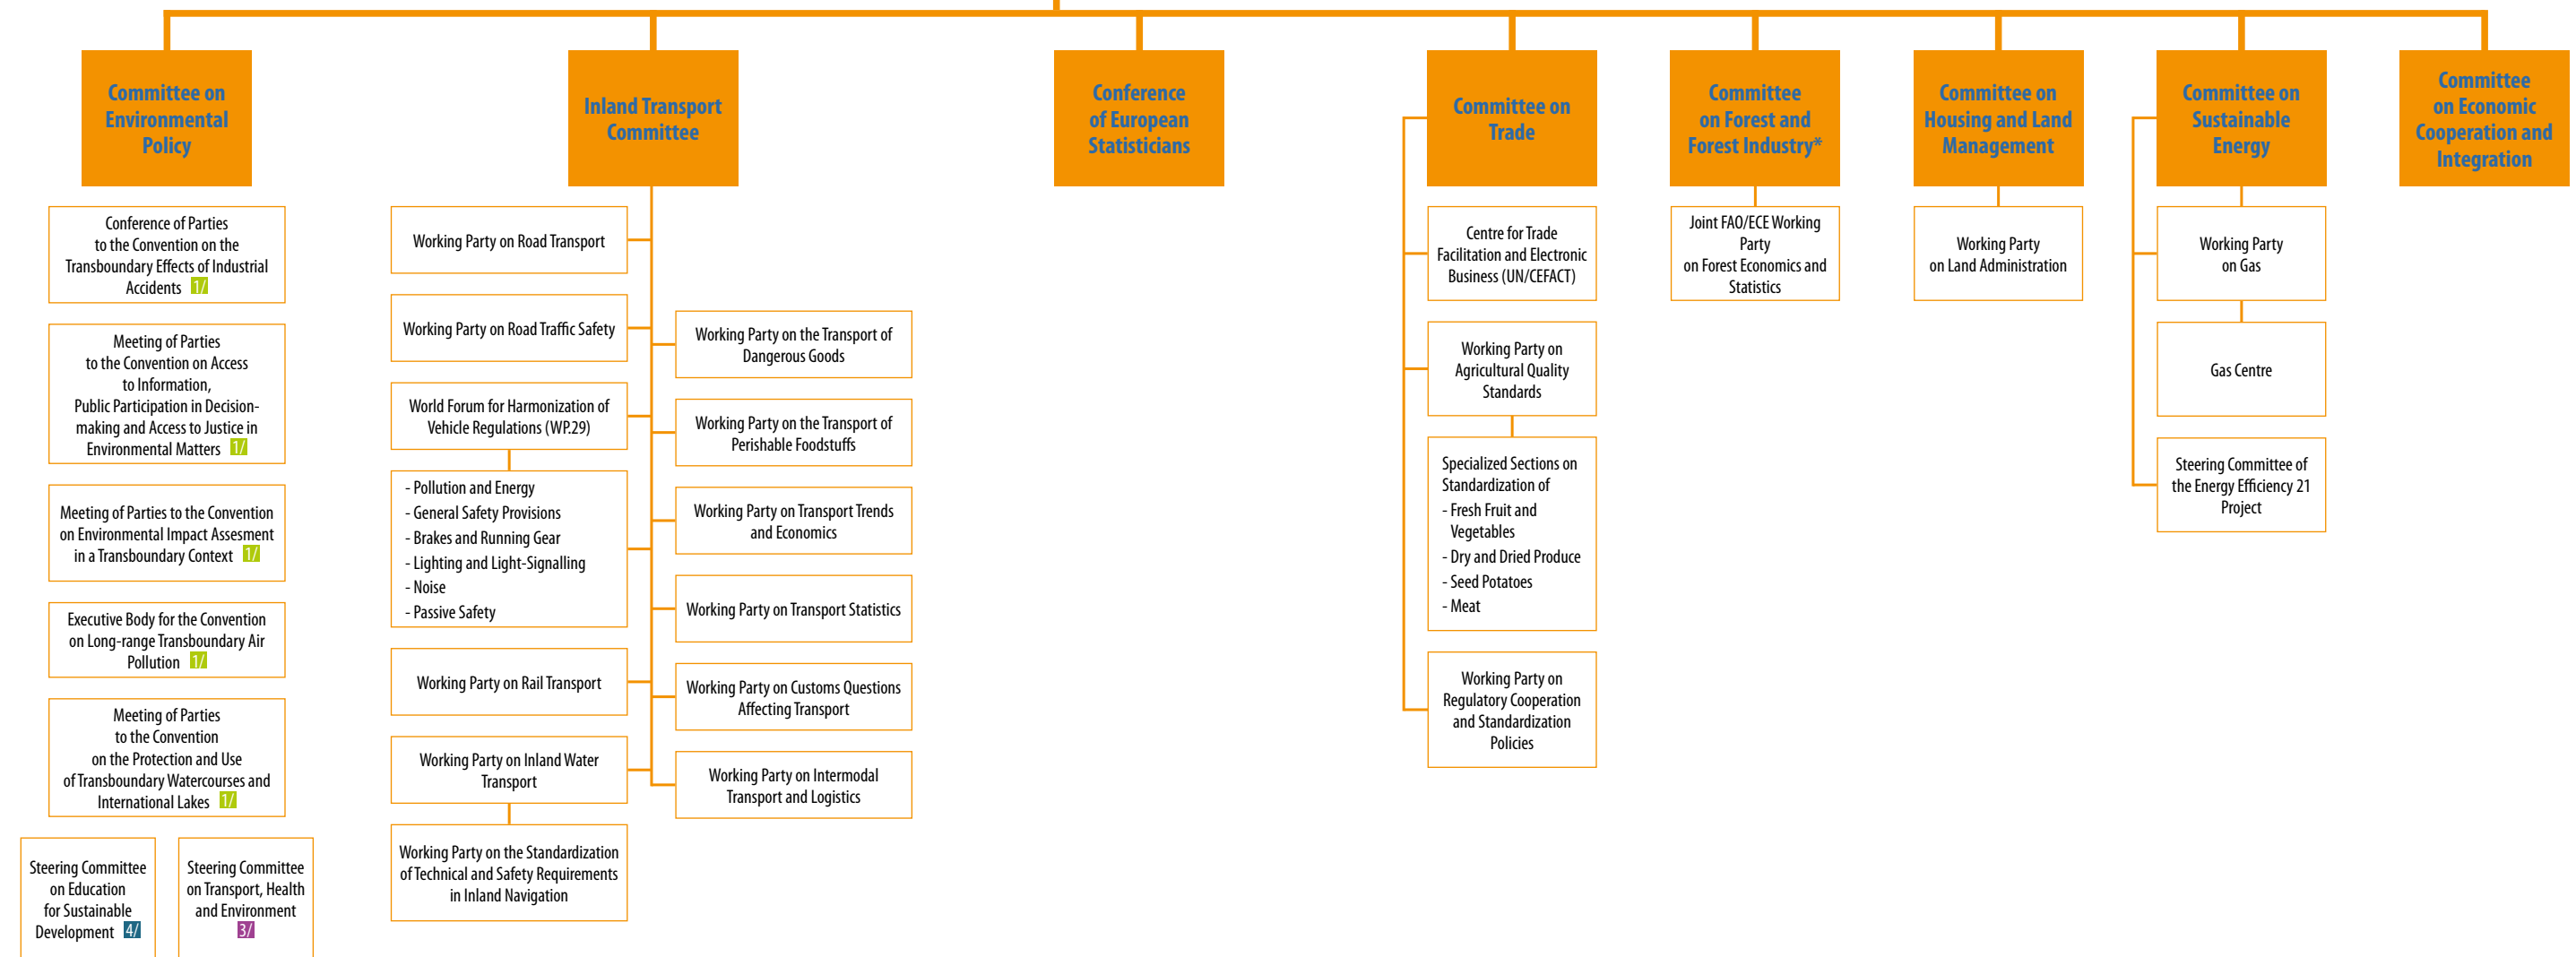 Committee on
Environmental
Policy
Conference of Parties
to the Convention on the
Transboundary Effects of Industrial
Accidents 1/
Meeting of Parties
to the Convention on Access
to Information,
Public Participation in Decision-
making and Access to Justice in
Environmental Matters 1/
Meeting of Parties to the Convention
on Environmental Impact Assesment
in a Transboundary Context 1/
Executive Body for the Convention
on Long-range Transboundary Air
Pollution 1/
Meeting of Parties
to the Convention
on the Protection and Use
of Transboundary Watercourses and
International Lakes 1/
Steering Committee
on Education
for Sustainable
Development 4/
Steering Committee
on Transport, Health
and Environment
3/
Inland Transport
Committee
Working Party on Road Transport
Working Party on Road Traffic Safety
World Forum for Harmonization of
Vehicle Regulations (WP.29)
- Pollution and Energy
- General Safety Provisions
- Brakes and Running Gear
- Lighting and Light-Signalling
- Noise
- Passive Safety
Working Party on Rail Transport
Working Party on Inland Water
Transport
Working Party on the Standardization
of Technical and Safety Requirements
in Inland Navigation
Working Party on the Transport of
Dangerous Goods
Working Party on the Transport of
Perishable Foodstuffs
Working Party on Transport Trends
and Economics
Working Party on Transport Statistics
Working Party on Customs Questions
Affecting Transport
Working Party on Intermodal
Transport and Logistics
Conference
of European
Statisticians
Committee on
Trade
Centre for Trade
Facilitation and Electronic
Business (UN/CEFACT)
Working Party on
Agricultural Quality
Standards
Specialized Sections on
Standardization of
- Fresh Fruit and
Vegetables
- Dry and Dried Produce
- Seed Potatoes
- Meat
Working Party on
Regulatory Cooperation
and Standardization
Policies
Committee
on Forest and
Forest Industry*
Joint FAO/ECE Working
Party
on Forest Economics and
Statistics
Committee on
Housing and Land
Management
Working Party
on Land Administration
Committee on
Sustainable
Energy
Working Party
on Gas
Gas Centre
Steering Committee of
the Energy Efficiency 21
Project
Committee
on Economic
Cooperation and
Integration